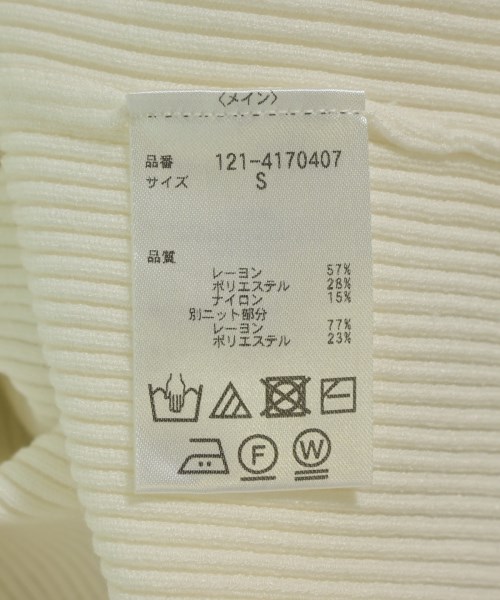 〈メイン〉
品番 121-4170407
サイズ S
品質
レーヨン 57%
ポリエステル 28%
ナイロン 15%
別ニット部分
レーヨン 77%
ポリエステル 23%
F W